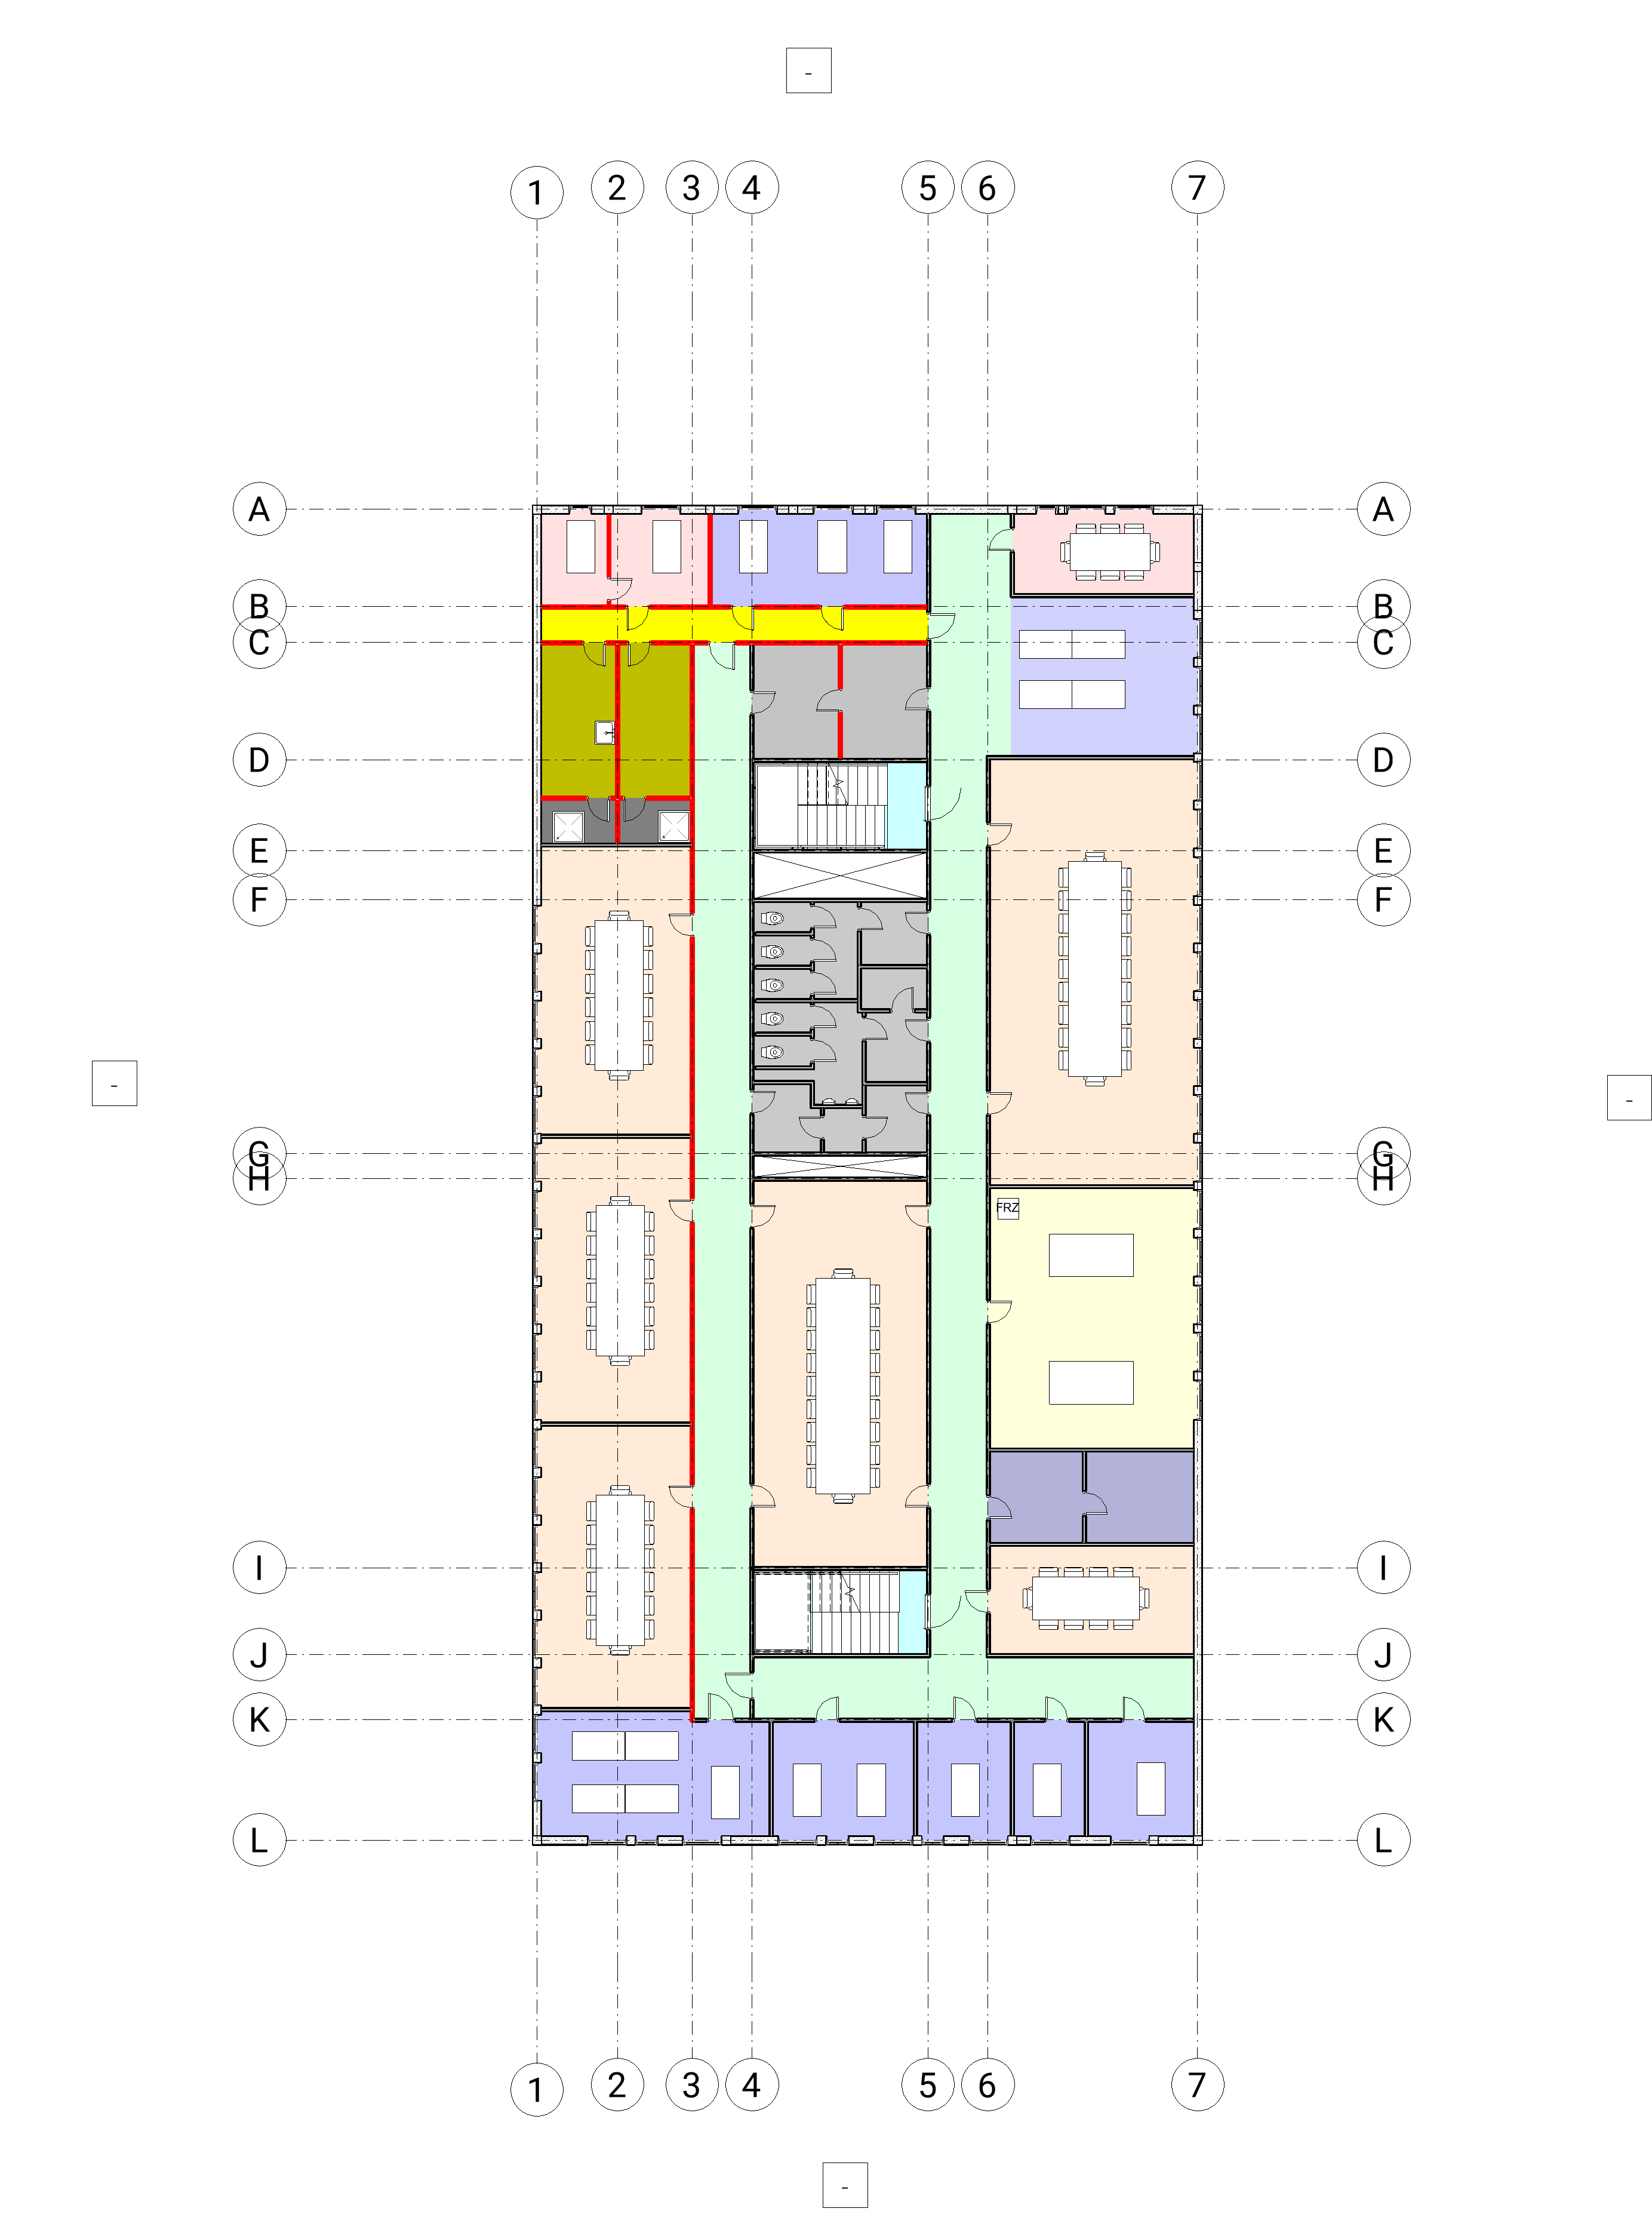 -
1 2 3 4 5 6 7
A A
B B
C C
D D
E E
F F
- -
G G
H H
FRZ
I I
J J
K K
L L
1 2 3 4 5 6 7
-